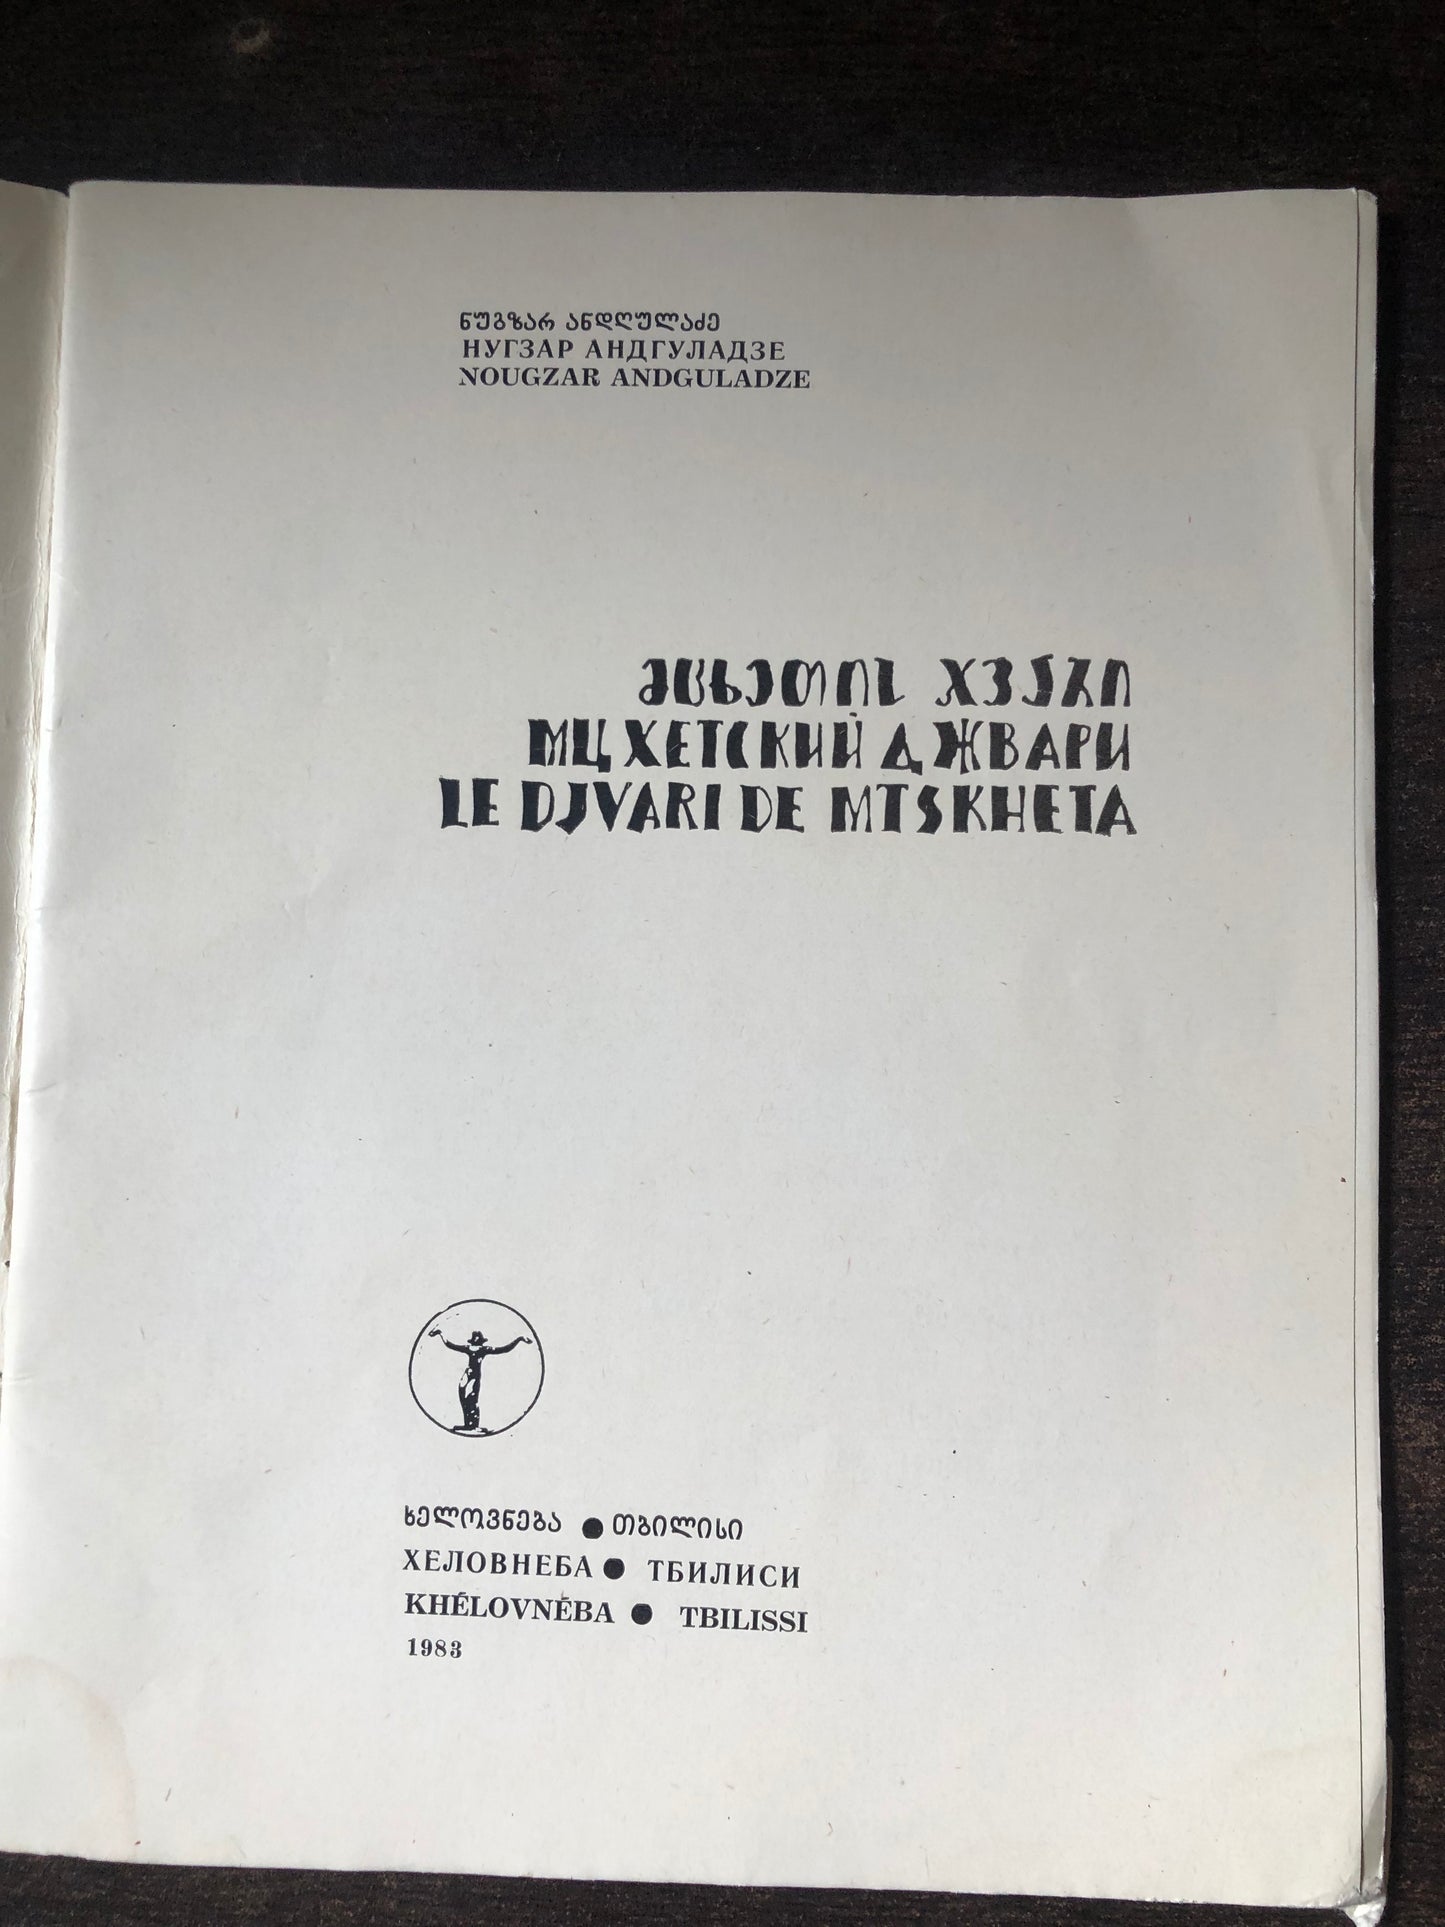 ნუგზარ ანდღულაძე
НУГЗАР АНДГУЛАДЗЕ
NOUGZAR ANDGULADZE
მცხეთის ჯვარი
МЦХЕТСКИЙ ДЖВАРИ
LE DJVARI DE MTSKHETA
ხელოვნება ● თბილისი
ХЕЛОВНЕБА ● ТБИЛИСИ
KHÉLOVNÉBA ● TBILISSI
1983